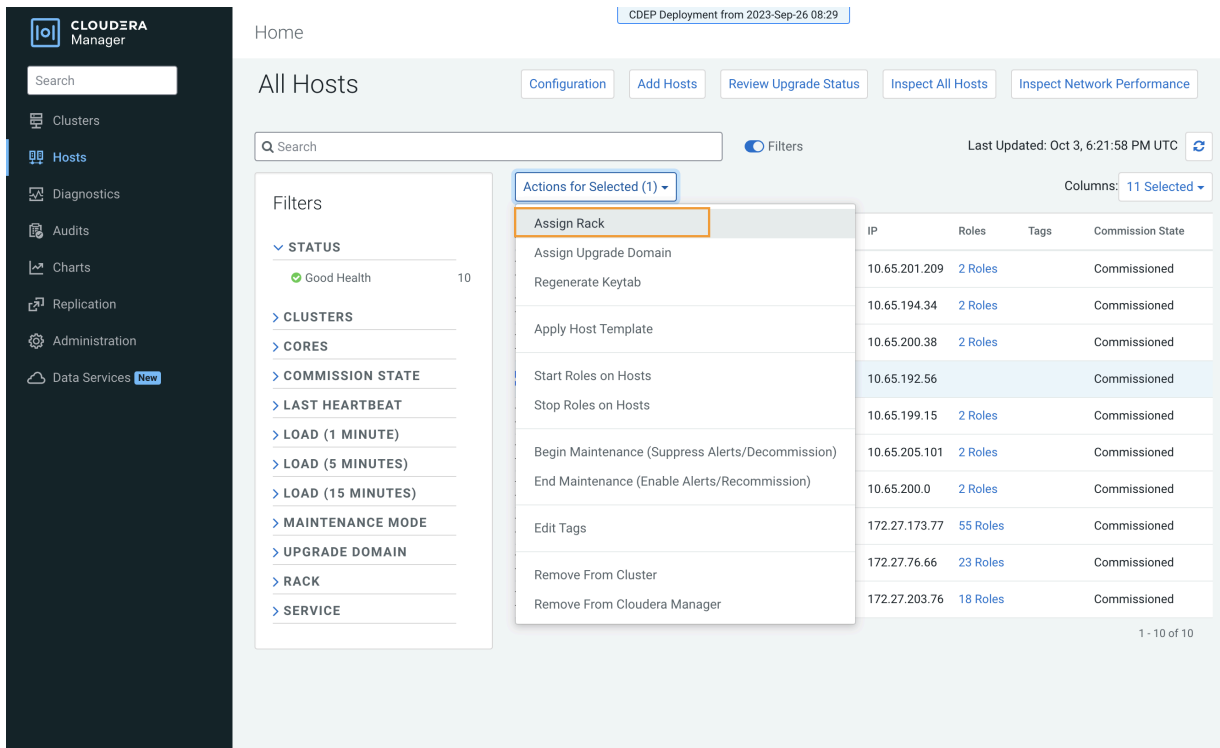 CLOUDERA
Manager
Search
Clusters
Hosts
Diagnostics
Audits
Charts
Replication
Administration
Data Services New
CDEP Deployment from 2023-Sep-26 08:29
Home
All Hosts
Configuration
Add Hosts
Review Upgrade Status
Inspect All Hosts
Inspect Network Performance
Search
Filters
Last Updated: Oct 3, 6:21:58 PM UTC
Filters
STATUS
Good Health 10
CLUSTERS
CORES
COMMISSION STATE
LAST HEARTBEAT
LOAD (1 MINUTE)
LOAD (5 MINUTES)
LOAD (15 MINUTES)
MAINTENANCE MODE
UPGRADE DOMAIN
RACK
SERVICE
Actions for Selected (1)
Columns: 11 Selected
Assign Rack
Assign Upgrade Domain
Regenerate Keytab
Apply Host Template
Start Roles on Hosts
Stop Roles on Hosts
Begin Maintenance (Suppress Alerts/Decommission)
End Maintenance (Enable Alerts/Recommission)
Edit Tags
Remove From Cluster
Remove From Cloudera Manager
IP Roles Tags Commission State
10.65.201.209 2 Roles Commissioned
10.65.194.34 2 Roles Commissioned
10.65.200.38 2 Roles Commissioned
10.65.192.56 Commissioned
10.65.199.15 2 Roles Commissioned
10.65.205.101 2 Roles Commissioned
10.65.200.0 2 Roles Commissioned
172.27.173.77 55 Roles Commissioned
172.27.76.66 23 Roles Commissioned
172.27.203.76 18 Roles Commissioned
1 - 10 of 10